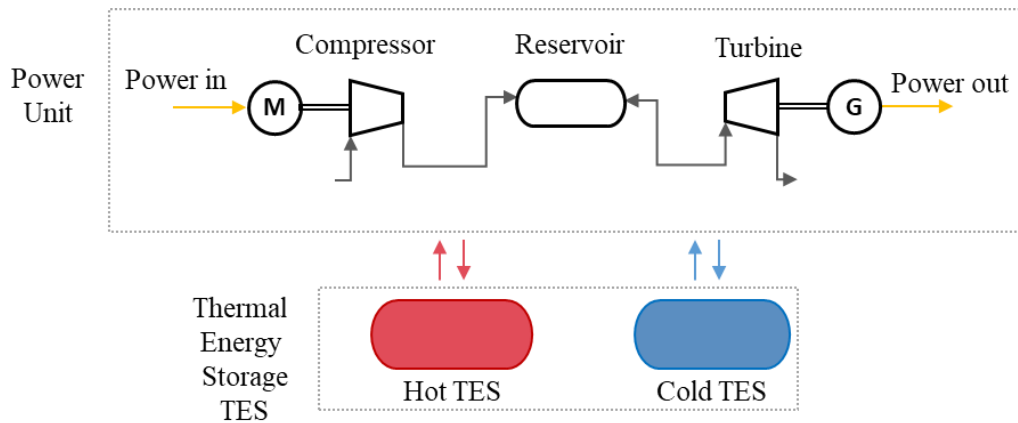 Compressor
Reservoir
Turbine
Power
Unit
Power in
M
G
Power out
Thermal
Energy
Storage
TES
Hot TES
Cold TES